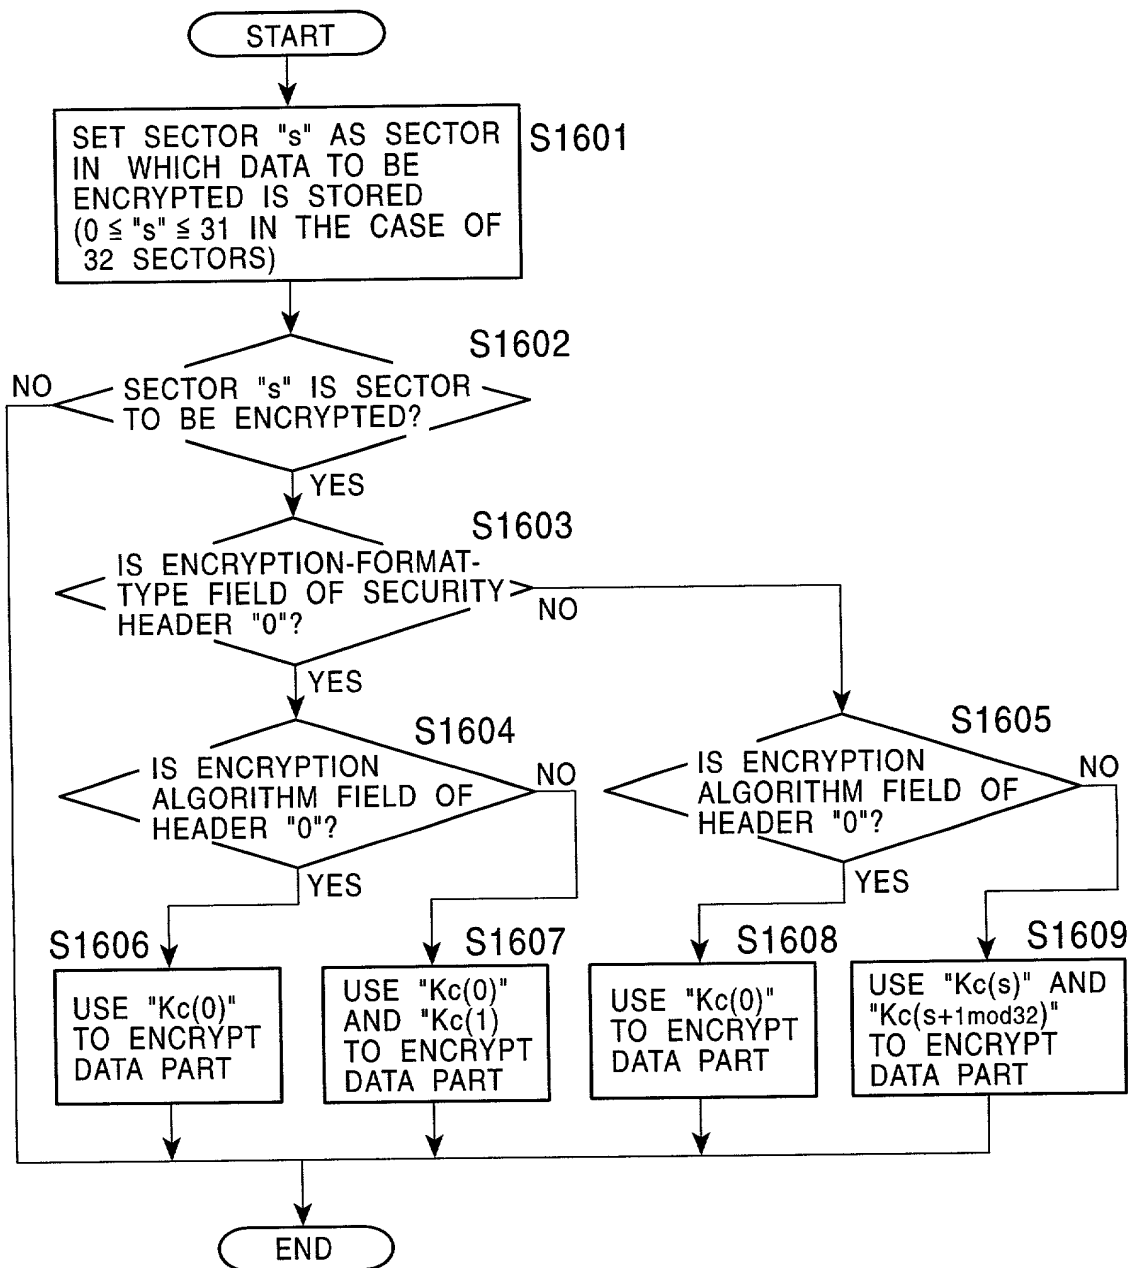 START
SET SECTOR "s" AS SECTOR
IN WHICH DATA TO BE
ENCRYPTED IS STORED
(0 ≦ "s" ≦ 31 IN THE CASE OF
32 SECTORS)
S1601
S1602
NO
SECTOR "s" IS SECTOR
TO BE ENCRYPTED?
YES
S1603
IS ENCRYPTION-FORMAT-
TYPE FIELD OF SECURITY
HEADER "0"?
NO
YES
S1604
IS ENCRYPTION
ALGORITHM FIELD OF
HEADER "0"?
NO
YES
S1605
IS ENCRYPTION
ALGORITHM FIELD OF
HEADER "0"?
NO
YES
S1606
USE "Kc(0)"
TO ENCRYPT
DATA PART
S1607
USE "Kc(0)"
AND "Kc(1)
TO ENCRYPT
DATA PART
S1608
USE "Kc(0)"
TO ENCRYPT
DATA PART
S1609
USE "Kc(s)" AND
"Kc(s+1mod32)"
TO ENCRYPT
DATA PART
END